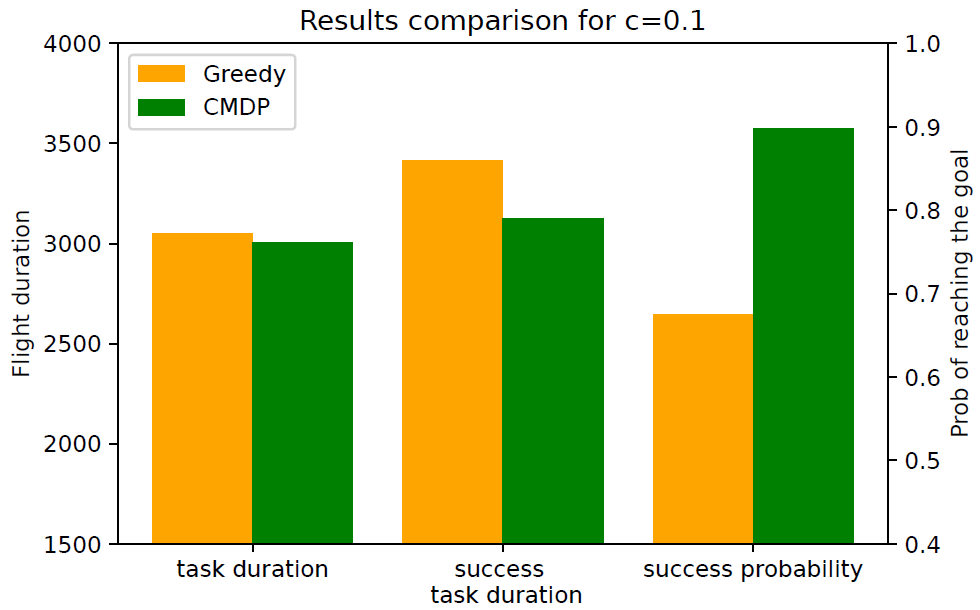 Results comparison for c=0.1
Greedy
CMDP
Flight duration
4000
3500
3000
2500
2000
1500
1.0
0.9
0.8
0.7
0.6
0.5
0.4
Prob of reaching the goal
task duration
success
task duration
success probability